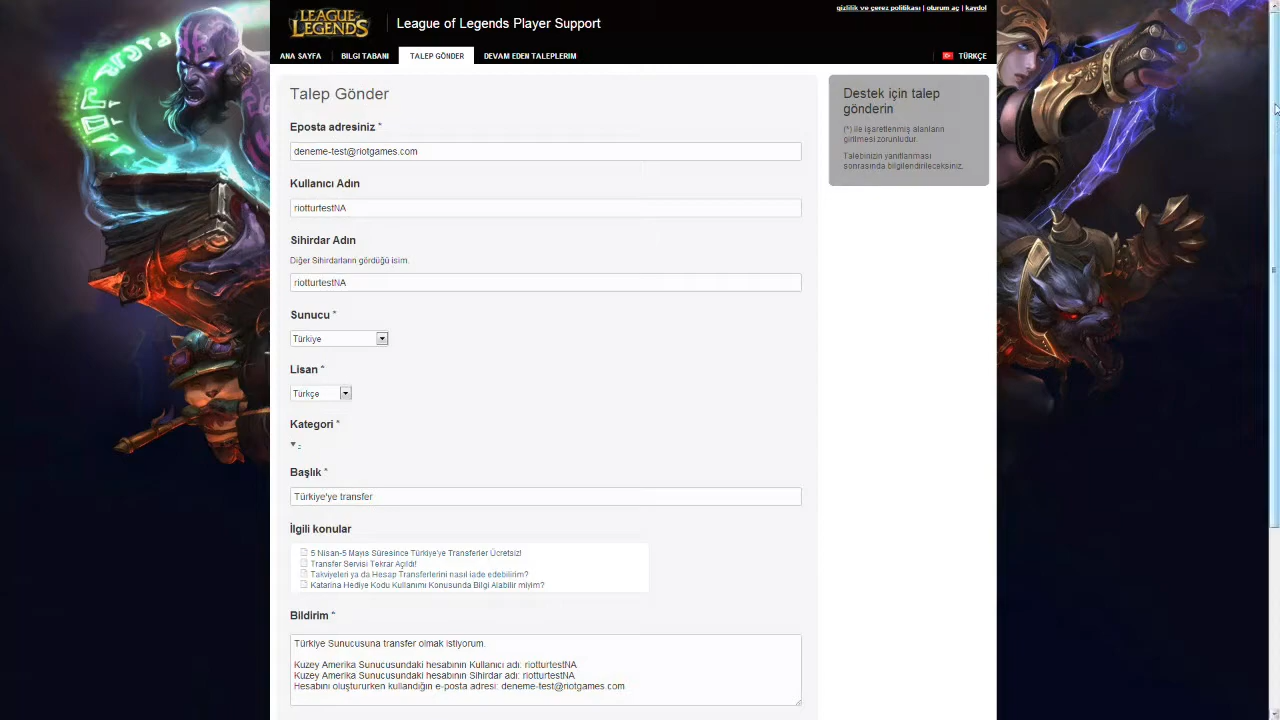 gizlilik ve çerez politikası | oturum aç | kaydol
LEAGUE OF LEGENDS
League of Legends Player Support
ANA SAYFA BILGI TABANI TALEP GÖNDER DEVAM EDEN TALEPLERIM TÜRKÇE
Talep Gönder
Eposta adresiniz *
deneme-test@riotgames.com
Kullanıcı Adın
riotturtestNA
Sihirdar Adın
Diğer Sihirdarların gördüğü isim.
riotturtestNA
Sunucu *
Türkiye
Lisan *
Türkçe
Kategori *
-
Başlık *
Türkiye'ye transfer
İlgili konular
5 Nisan-5 Mayıs Süresince Türkiye'ye Transferler Ücretsiz!
Transfer Servisi Tekrar Açıldı!
Takviyeleri ya da Hesap Transferlerini nasıl iade edebilirim?
Katarina Hediye Kodu Kullanımı Konusunda Bilgi Alabilir miyim?
Bildirim *
Türkiye Sunucusuna transfer olmak istiyorum.
Kuzey Amerika Sunucusundaki hesabının Kullanıcı adı: riotturtestNA
Kuzey Amerika Sunucusundaki hesabının Sihirdar adı: riotturtestNA
Hesabını oluştururken kullandığın e-posta adresi: deneme-test@riotgames.com
Destek için talep
gönderin
(*) ile işaretlenmiş alanların
girilmesi zorunludur.
Talebinizin yanıtlanması
sonrasında bilgilendirileceksiniz.